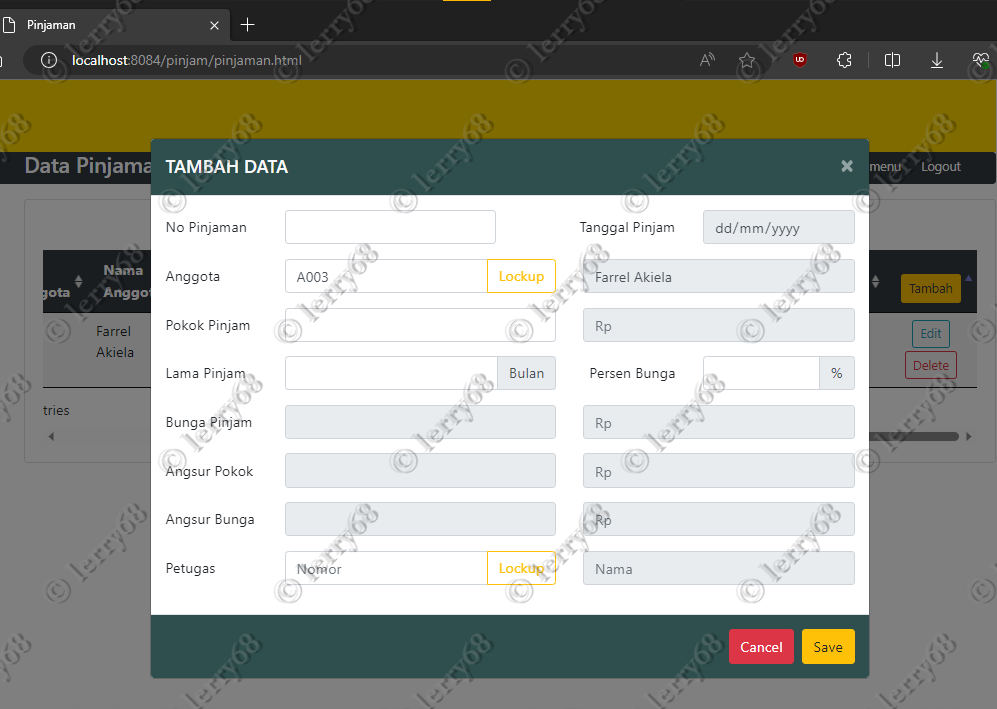 Pinjaman
localhost:8084/pinjam/pinjaman.html
Data Pinjama
menu Logout
TAMBAH DATA
No Pinjaman
Tanggal Pinjam dd/mm/yyyy
Anggota A003 Lockup Farrel Akiela
Pokok Pinjam Rp
Lama Pinjam Bulan Persen Bunga %
Bunga Pinjam Rp
Angsur Pokok Rp
Angsur Bunga Rp
Petugas Nomor Lockup Nama
Cancel Save
gota
Nama
Anggot
Tambah
Farrel
Akiela
Edit
Delete
tries
© lerry68